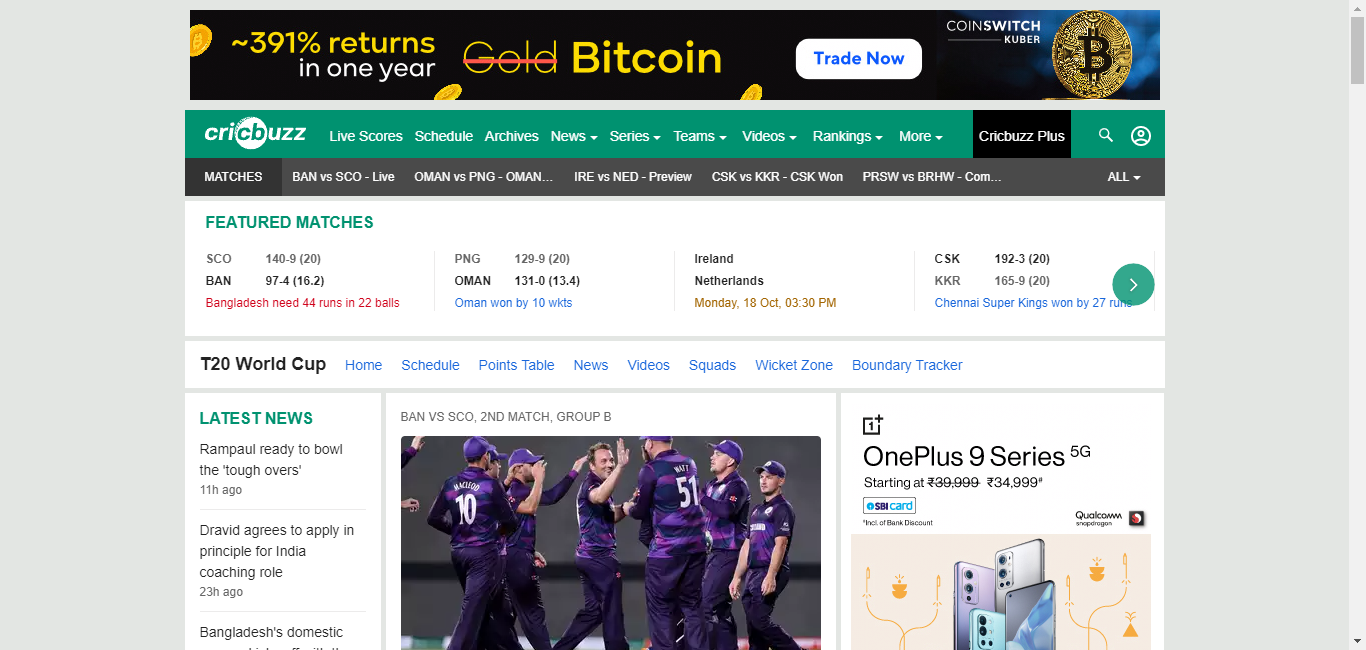 ~391% returns
in one year
Gold Bitcoin
Trade Now
COINSWITCH
KUBER
cricbuzz Live Scores Schedule Archives News Series Teams Videos Rankings More Cricbuzz Plus
MATCHES BAN vs SCO - Live OMAN vs PNG - OMAN... IRE vs NED - Preview CSK vs KKR - CSK Won PRSW vs BRHW - Com... ALL
FEATURED MATCHES
SCO 140-9 (20)
BAN 97-4 (16.2)
Bangladesh need 44 runs in 22 balls
PNG 129-9 (20)
OMAN 131-0 (13.4)
Oman won by 10 wkts
Ireland
Netherlands
Monday, 18 Oct, 03:30 PM
CSK 192-3 (20)
KKR 165-9 (20)
Chennai Super Kings won by 27 runs
T20 World Cup Home Schedule Points Table News Videos Squads Wicket Zone Boundary Tracker
LATEST NEWS
Rampaul ready to bowl
the 'tough overs'
11h ago
Dravid agrees to apply in
principle for India
coaching role
23h ago
Bangladesh's domestic
BAN VS SCO, 2ND MATCH, GROUP B
MACLEOD
10
WATT
51
1+
OnePlus 9 Series 5G
Starting at ₹39,999 ₹34,999#
SBI card
#Incl. of Bank Discount
Qualcomm
snapdragon